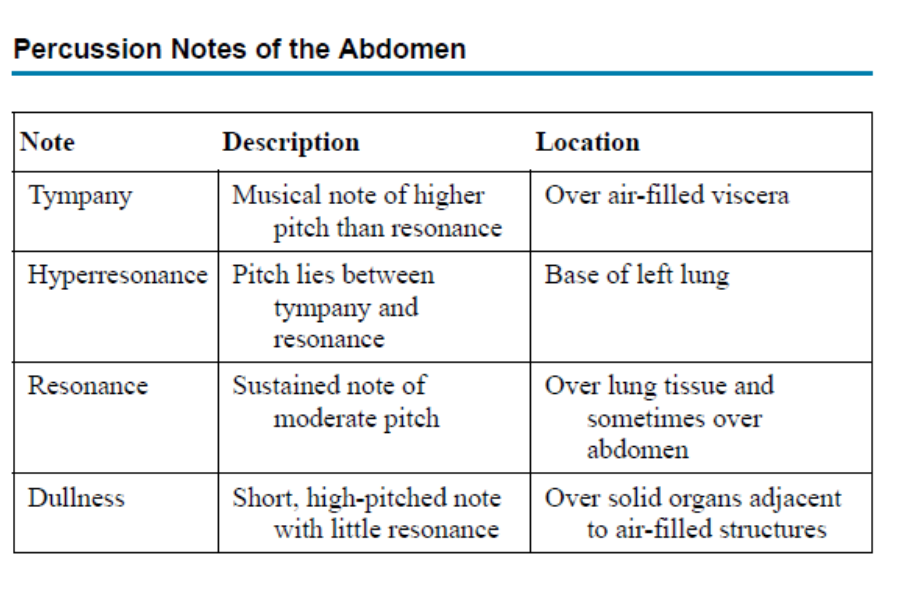 Percussion Notes of the Abdomen
Note Description Location
Tympany Musical note of higher Over air-filled viscera
pitch than resonance
Hyperresonance Pitch lies between Base of left lung
tympany and
resonance
Resonance Sustained note of Over lung tissue and
moderate pitch sometimes over
abdomen
Dullness Short, high-pitched note Over solid organs adjacent
with little resonance to air-filled structures